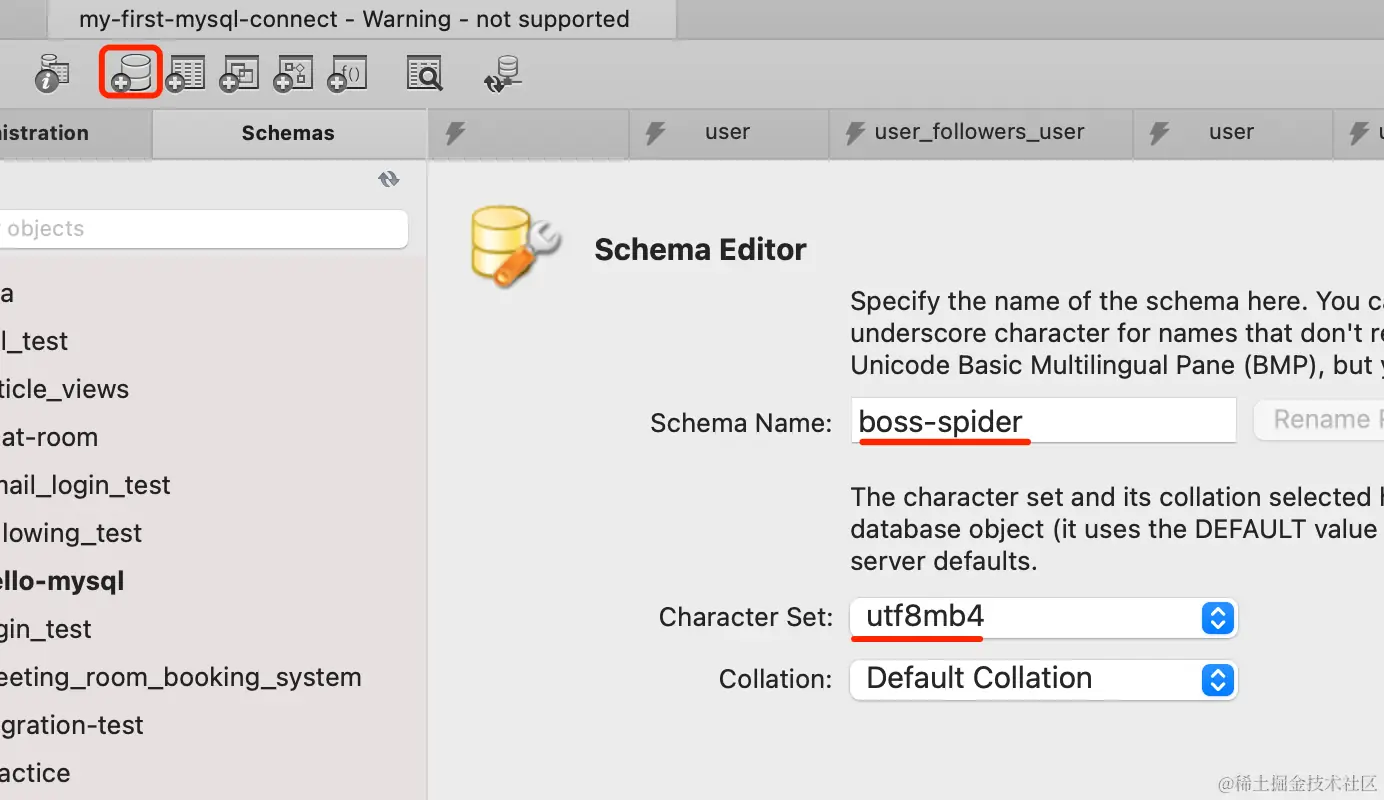 my-first-mysql-connect - Warning - not supported
istration
Schemas
user
user_followers_user
user
objects
a
l_test
ticle_views
at-room
nail_login_test
lowing_test
ello-mysql
gin_test
eeting_room_booking_system
gration-test
actice
Schema Editor
Specify the name of the schema here. You ca
underscore character for names that don't re
Unicode Basic Multilingual Pane (BMP), but y
Schema Name:
boss-spider
Rename
The character set and its collation selected h
database object (it uses the DEFAULT value
server defaults.
Character Set:
utf8mb4
Collation:
Default Collation
@稀土掘金技术社区